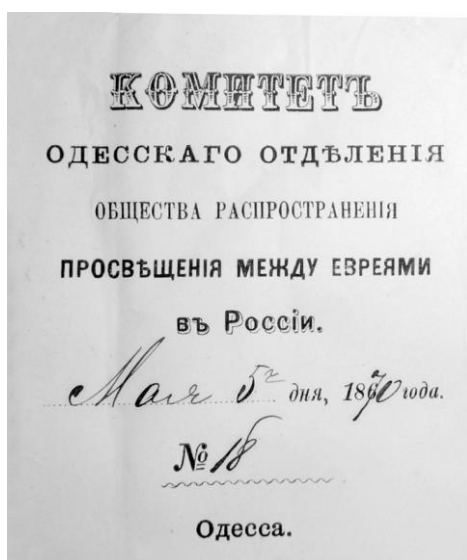 КОМИТЕТЪ
ОДЕССКАГО ОТДѢЛЕНІЯ
ОБЩЕСТВА РАСПРОСТРАНЕНІЯ
ПРОСВѢЩЕНІЯ МЕЖДУ ЕВРЕЯМИ
въ Россіи.
Мая 5го дня, 1870 года.
№ 18
Одесса.